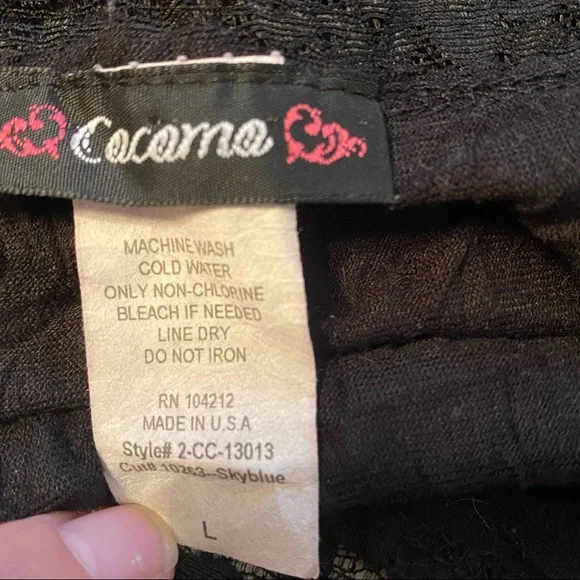 Cocomo
MACHINE WASH
COLD WATER
ONLY NON-CHLORINE
BLEACH IF NEEDED
LINE DRY
DO NOT IRON
RN 104212
MADE IN U.S.A
Style# 2-CC-13013
Cut# 10263--Skyblue
L